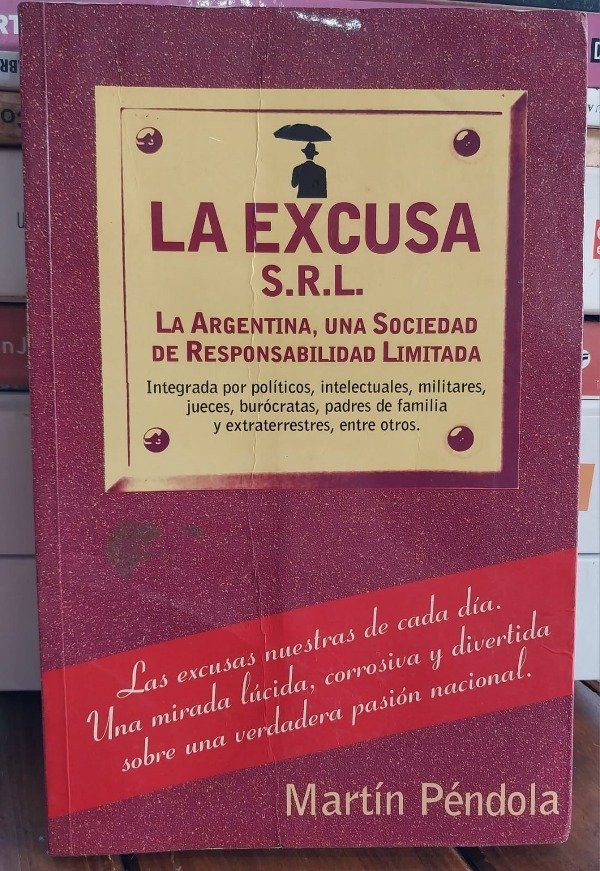 LA EXCUSA
S.R.L.
LA ARGENTINA, UNA SOCIEDAD
DE RESPONSABILIDAD LIMITADA
Integrada por políticos, intelectuales, militares,
jueces, burócratas, padres de familia
y extraterrestres, entre otros.
Las excusas nuestras de cada día.
Una mirada lúcida, corrosiva y divertida
sobre una verdadera pasión nacional.
Martín Péndola